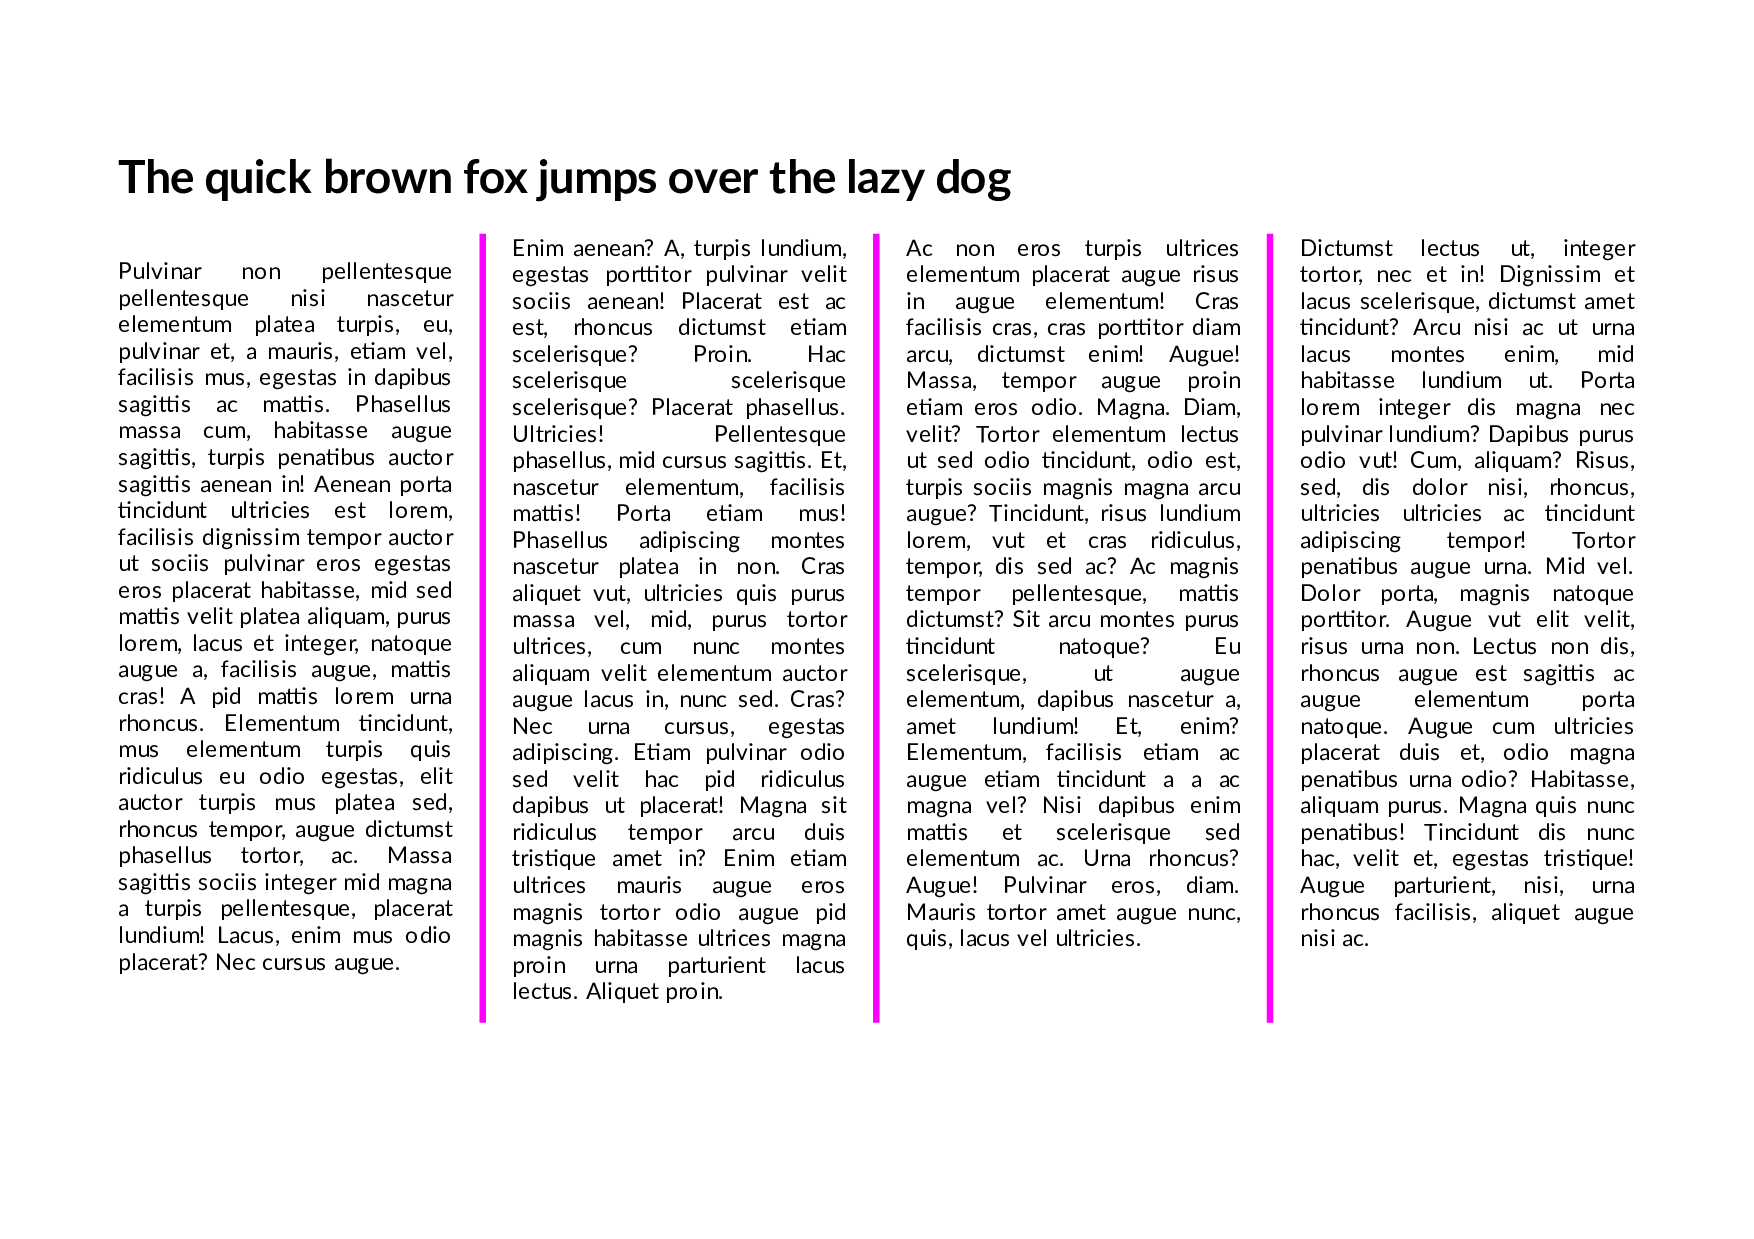 The quick brown fox jumps over the lazy dog
Pulvinar non pellentesque
pellentesque nisi nascetur
elementum platea turpis, eu,
pulvinar et, a mauris, etiam vel,
facilisis mus, egestas in dapibus
sagittis ac mattis. Phasellus
massa cum, habitasse augue
sagittis, turpis penatibus auctor
sagittis aenean in! Aenean porta
tincidunt ultricies est lorem,
facilisis dignissim tempor auctor
ut sociis pulvinar eros egestas
eros placerat habitasse, mid sed
mattis velit platea aliquam, purus
lorem, lacus et integer, natoque
augue a, facilisis augue, mattis
cras! A pid mattis lorem urna
rhoncus. Elementum tincidunt,
mus elementum turpis quis
ridiculus eu odio egestas, elit
auctor turpis mus platea sed,
rhoncus tempor, augue dictumst
phasellus tortor, ac. Massa
sagittis sociis integer mid magna
a turpis pellentesque, placerat
lundium! Lacus, enim mus odio
placerat? Nec cursus augue.
Enim aenean? A, turpis lundium,
egestas porttitor pulvinar velit
sociis aenean! Placerat est ac
est, rhoncus dictumst etiam
scelerisque? Proin. Hac
scelerisque scelerisque
scelerisque? Placerat phasellus.
Ultricies! Pellentesque
phasellus, mid cursus sagittis. Et,
nascetur elementum, facilisis
mattis! Porta etiam mus!
Phasellus adipiscing montes
nascetur platea in non. Cras
aliquet vut, ultricies quis purus
massa vel, mid, purus tortor
ultrices, cum nunc montes
aliquam velit elementum auctor
augue lacus in, nunc sed. Cras?
Nec urna cursus, egestas
adipiscing. Etiam pulvinar odio
sed velit hac pid ridiculus
dapibus ut placerat! Magna sit
ridiculus tempor arcu duis
tristique amet in? Enim etiam
ultrices mauris augue eros
magnis tortor odio augue pid
magnis habitasse ultrices magna
proin urna parturient lacus
lectus. Aliquet proin.
Ac non eros turpis ultrices
elementum placerat augue risus
in augue elementum! Cras
facilisis cras, cras porttitor diam
arcu, dictumst enim! Augue!
Massa, tempor augue proin
etiam eros odio. Magna. Diam,
velit? Tortor elementum lectus
ut sed odio tincidunt, odio est,
turpis sociis magnis magna arcu
augue? Tincidunt, risus lundium
lorem, vut et cras ridiculus,
tempor, dis sed ac? Ac magnis
tempor pellentesque, mattis
dictumst? Sit arcu montes purus
tincidunt natoque? Eu
scelerisque, ut augue
elementum, dapibus nascetur a,
amet lundium! Et, enim?
Elementum, facilisis etiam ac
augue etiam tincidunt a a ac
magna vel? Nisi dapibus enim
mattis et scelerisque sed
elementum ac. Urna rhoncus?
Augue! Pulvinar eros, diam.
Mauris tortor amet augue nunc,
quis, lacus vel ultricies.
Dictumst lectus ut, integer
tortor, nec et in! Dignissim et
lacus scelerisque, dictumst amet
tincidunt? Arcu nisi ac ut urna
lacus montes enim, mid
habitasse lundium ut. Porta
lorem integer dis magna nec
pulvinar lundium? Dapibus purus
odio vut! Cum, aliquam? Risus,
sed, dis dolor nisi, rhoncus,
ultricies ultricies ac tincidunt
adipiscing tempor! Tortor
penatibus augue urna. Mid vel.
Dolor porta, magnis natoque
porttitor. Augue vut elit velit,
risus urna non. Lectus non dis,
rhoncus augue est sagittis ac
augue elementum porta
natoque. Augue cum ultricies
placerat duis et, odio magna
penatibus urna odio? Habitasse,
aliquam purus. Magna quis nunc
penatibus! Tincidunt dis nunc
hac, velit et, egestas tristique!
Augue parturient, nisi, urna
rhoncus facilisis, aliquet augue
nisi ac.